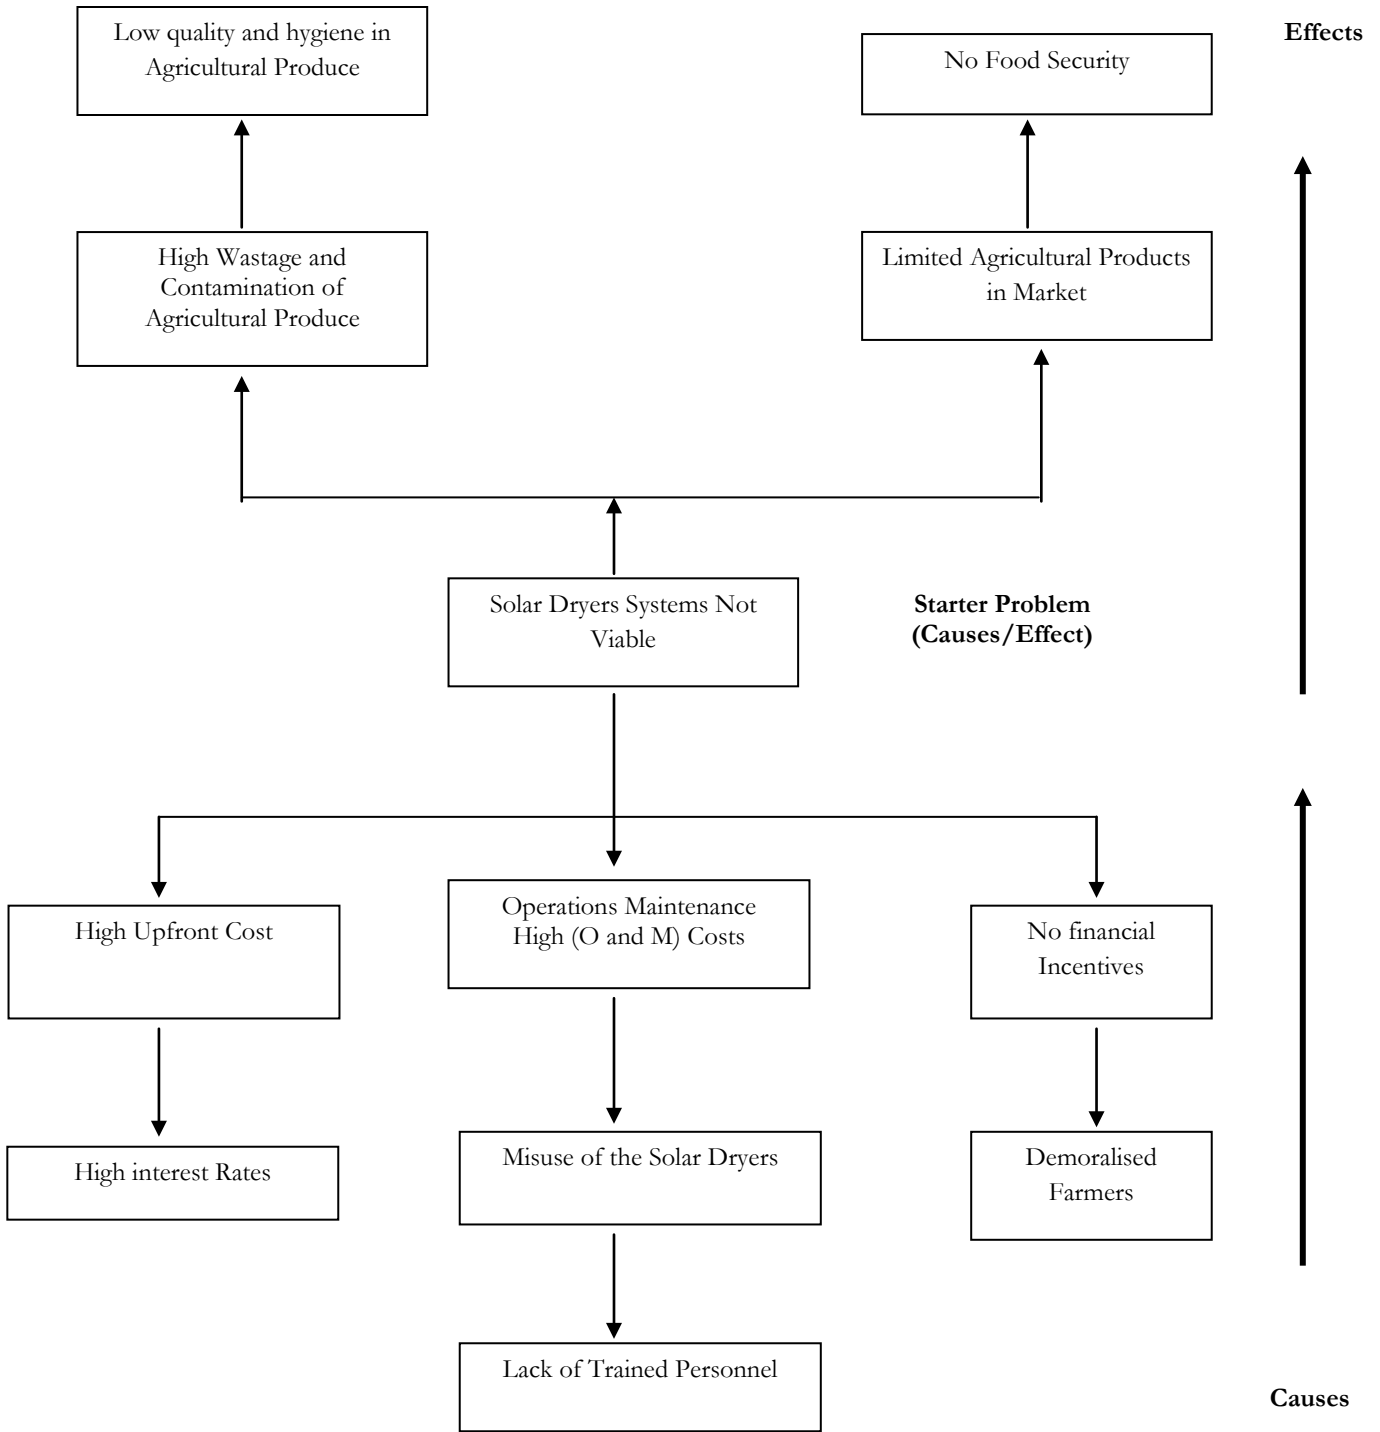 Low quality and hygiene in
Agricultural Produce
No Food Security
Effects
High Wastage and
Contamination of
Agricultural Produce
Limited Agricultural Products
in Market
Solar Dryers Systems Not
Viable
Starter Problem
(Causes/Effect)
High Upfront Cost
Operations Maintenance
High (O and M) Costs
No financial
Incentives
High interest Rates
Misuse of the Solar Dryers
Demoralised
Farmers
Lack of Trained Personnel
Causes